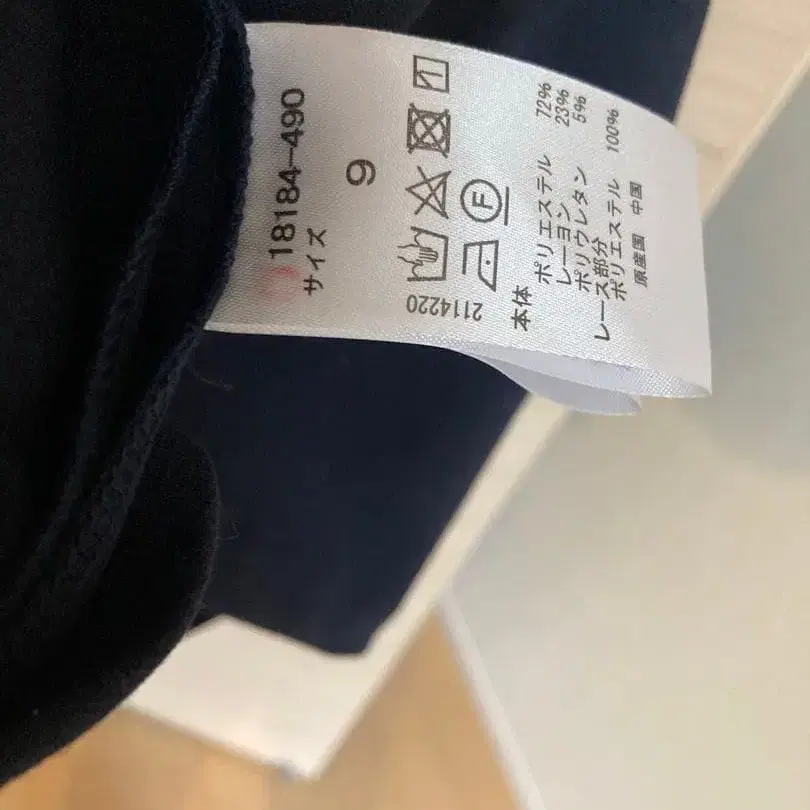 18184-490
サイズ
9
F
2114220
本体
ポリエステル 72%
レーヨン 23%
ポリウレタン 5%
レース部分
ポリエステル 100%
原産国 中国